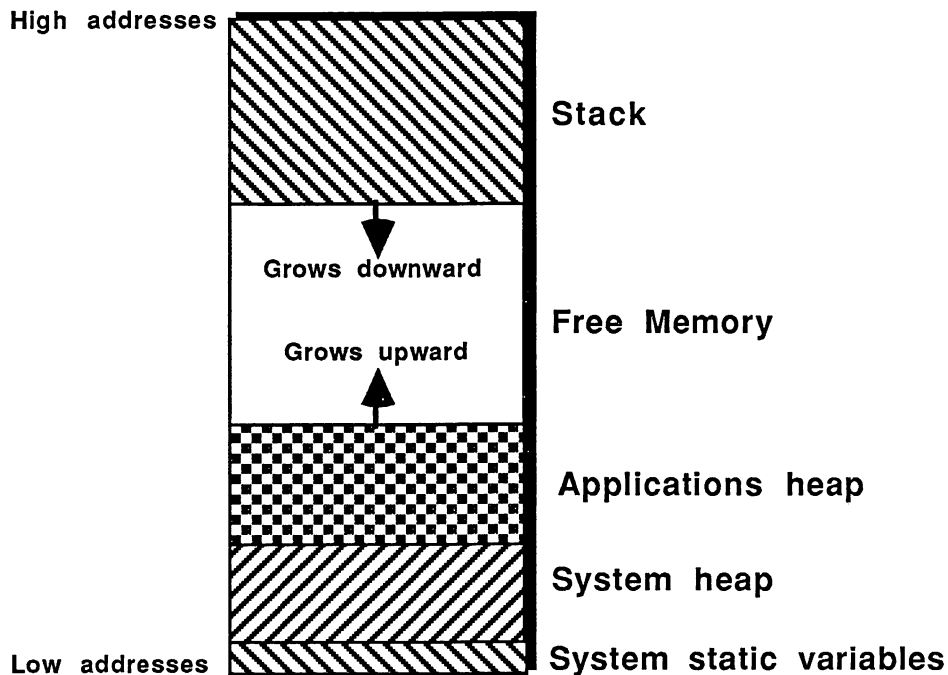 High addresses
Stack
Grows downward
Free Memory
Grows upward
Applications heap
System heap
Low addresses
System static variables